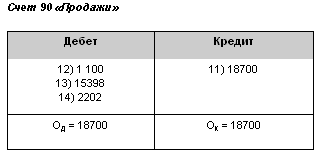 Счет 90 «Продажи»
Дебет Кредит
12) 1 100 11) 18700
13) 15398
14) 2202
Од = 18700 Ок = 18700